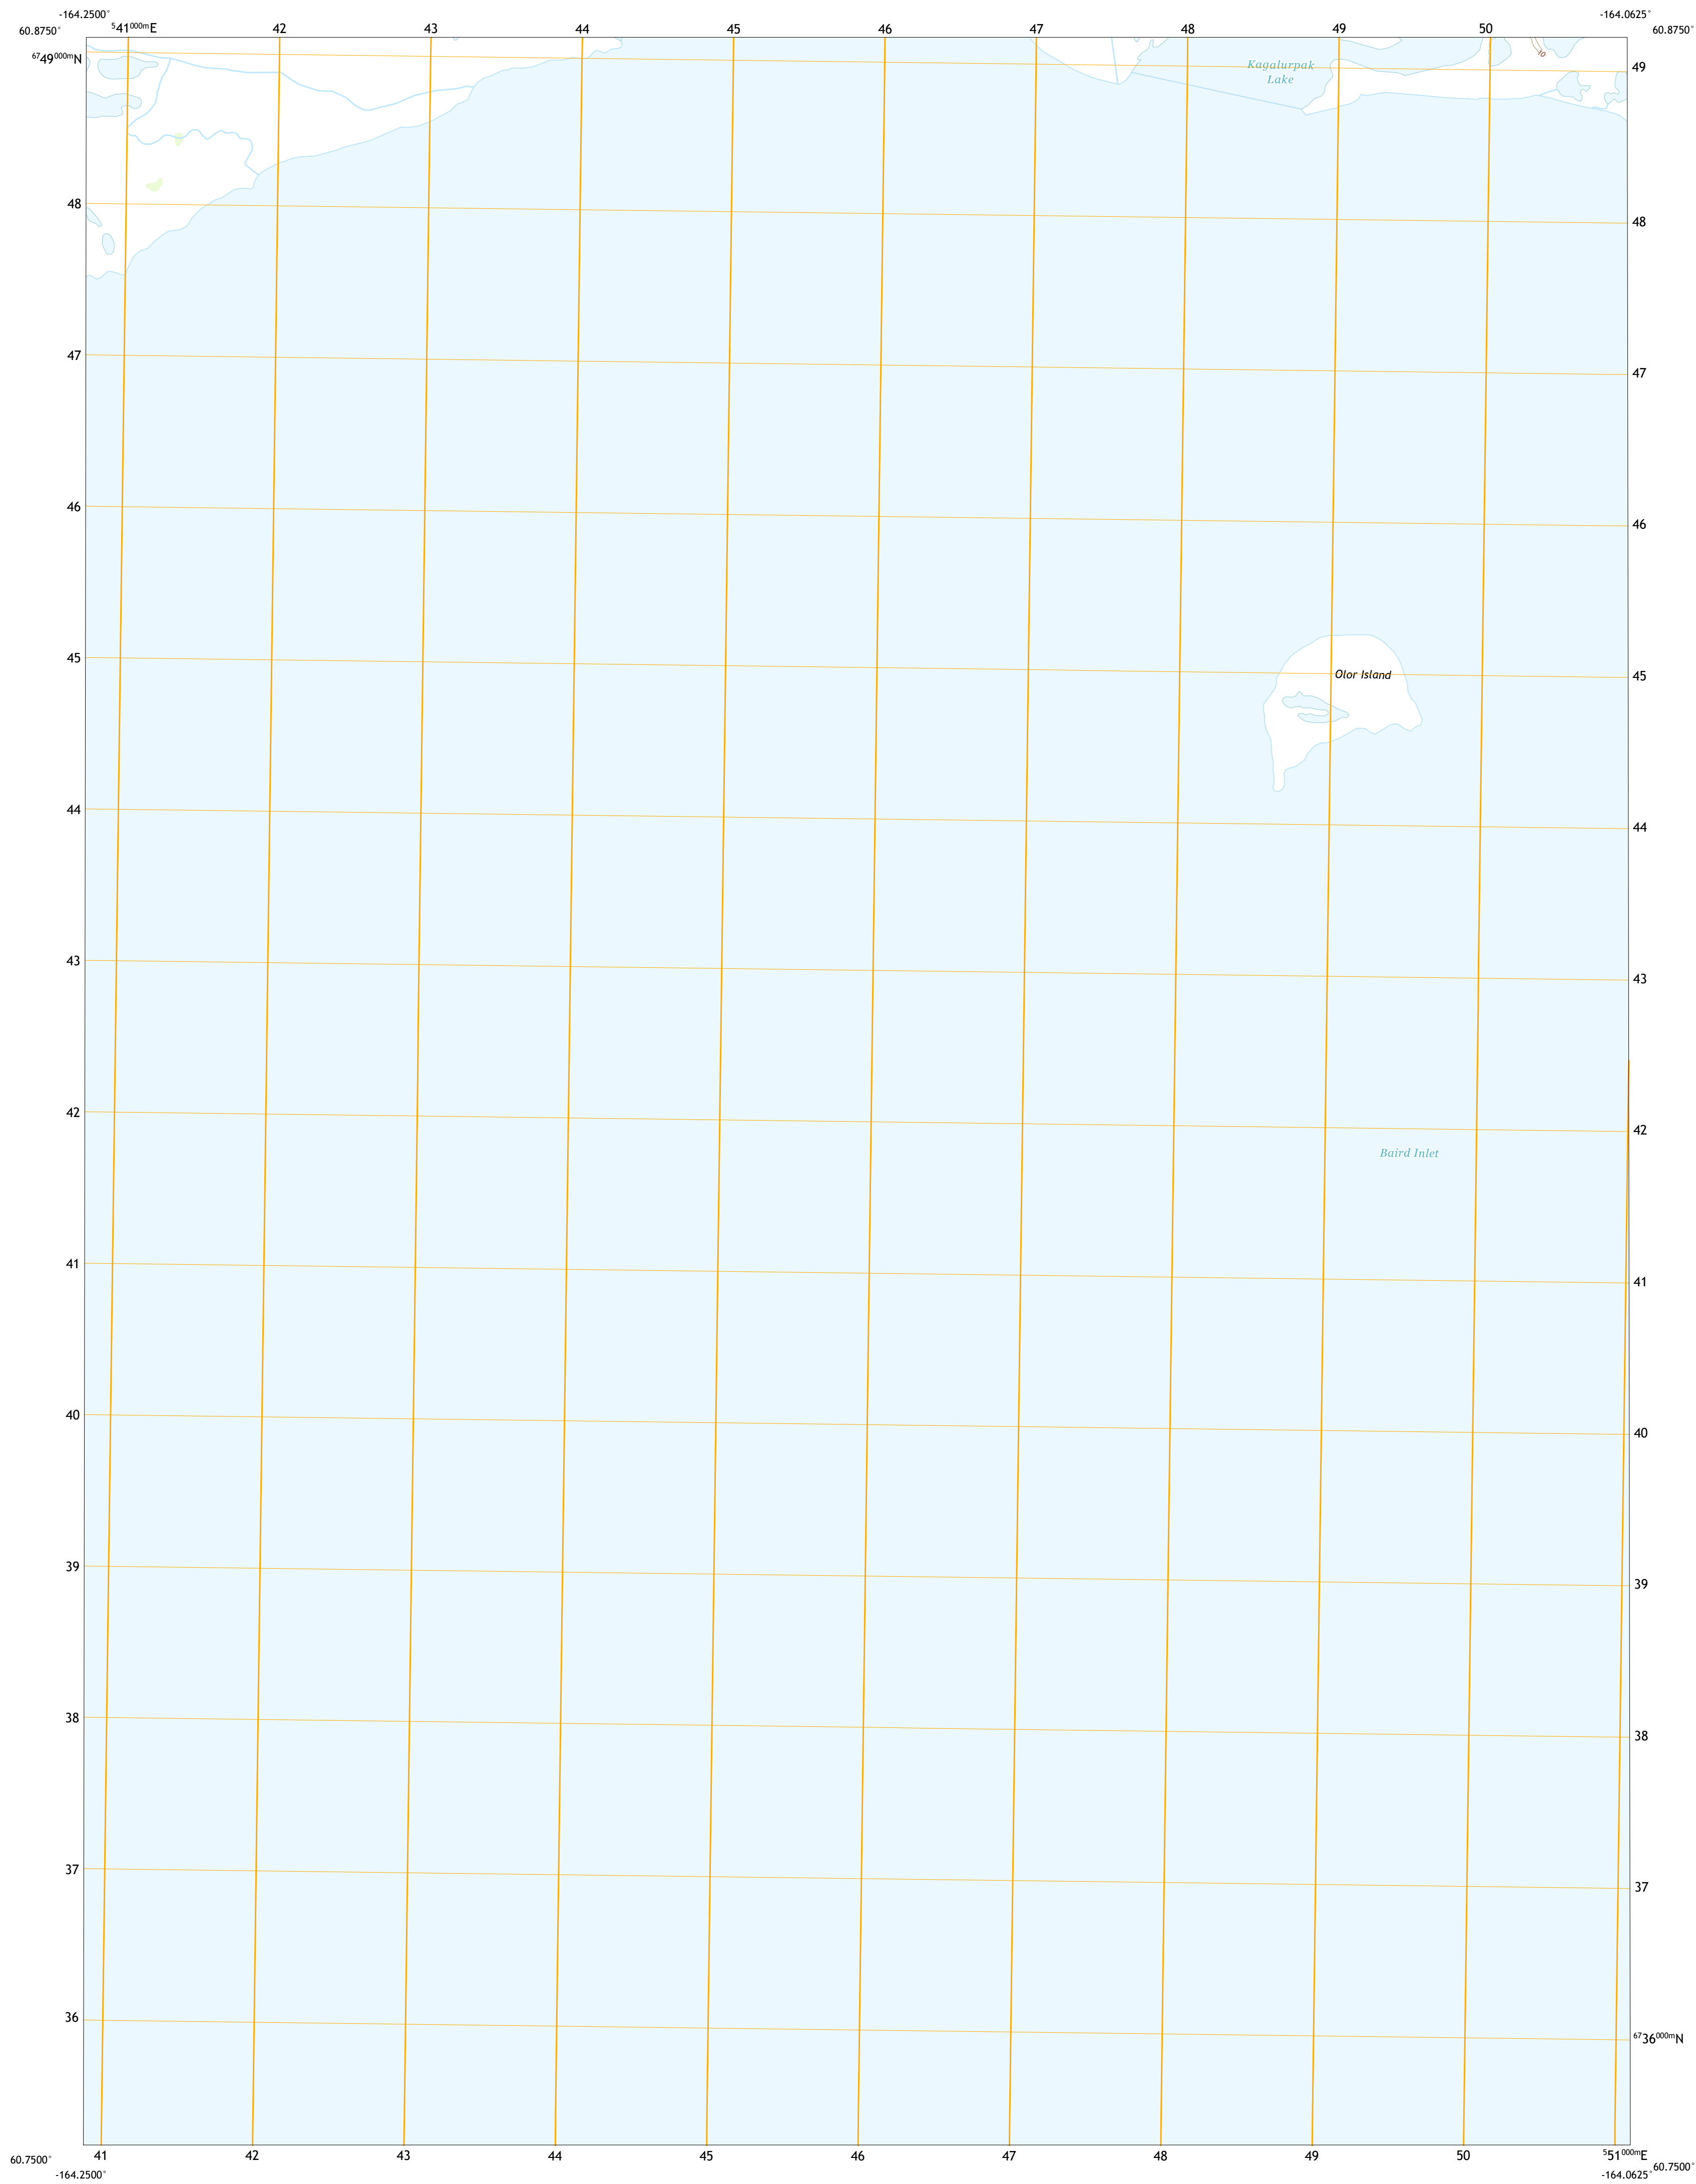 -164.2500° -164.0625°
60.8750° ⁵41⁰⁰⁰ᵐE 42 43 44 45 46 47 48 49 50 60.8750°
⁶⁷49⁰⁰⁰ᵐN 49
10
Kagalurpak
Lake
48 48
47 47
46 46
45 45
Olor Island
44 44
43 43
42 42
Baird Inlet
41 41
40 40
39 39
38 38
37 37
36 ⁶⁷36⁰⁰⁰ᵐN
60.7500° 41 42 43 44 45 46 47 48 49 50 ⁵51⁰⁰⁰ᵐE 60.7500°
-164.2500° -164.0625°